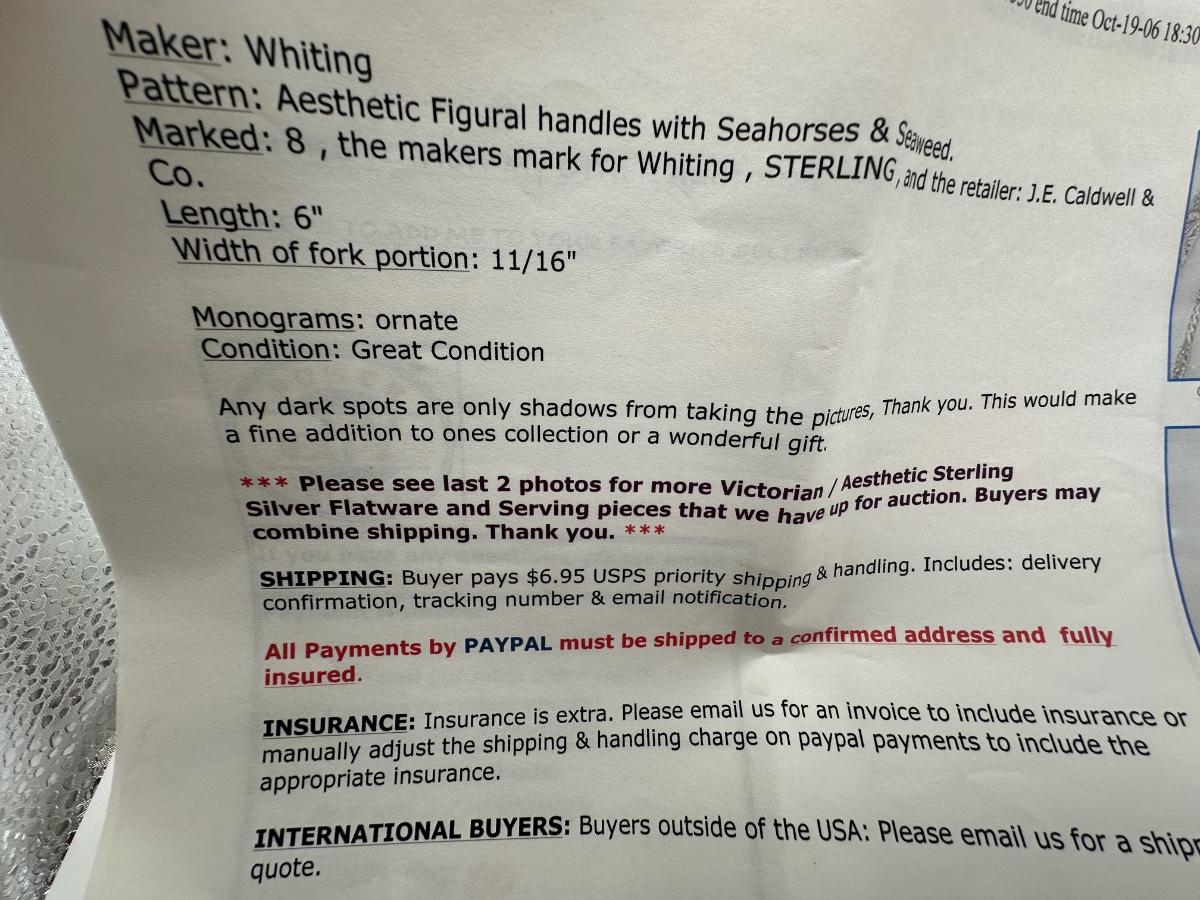 end time Oct-19-06 18:30
Maker: Whiting
Pattern: Aesthetic Figural handles with Seahorses & Seaweed.
Marked: 8 , the makers mark for Whiting , STERLING, and the retailer: J.E. Caldwell &
Co.
Length: 6"
Width of fork portion: 11/16"
Monograms: ornate
Condition: Great Condition
Any dark spots are only shadows from taking the pictures, Thank you. This would make
a fine addition to ones collection or a wonderful gift.
*** Please see last 2 photos for more Victorian / Aesthetic Sterling
Silver Flatware and Serving pieces that we have up for auction. Buyers may
combine shipping. Thank you. ***
SHIPPING: Buyer pays $6.95 USPS priority shipping & handling. Includes: delivery
confirmation, tracking number & email notification.
All Payments by PAYPAL must be shipped to a confirmed address and fully
insured.
INSURANCE: Insurance is extra. Please email us for an invoice to include insurance or
manually adjust the shipping & handling charge on paypal payments to include the
appropriate insurance.
INTERNATIONAL BUYERS: Buyers outside of the USA: Please email us for a
quote.